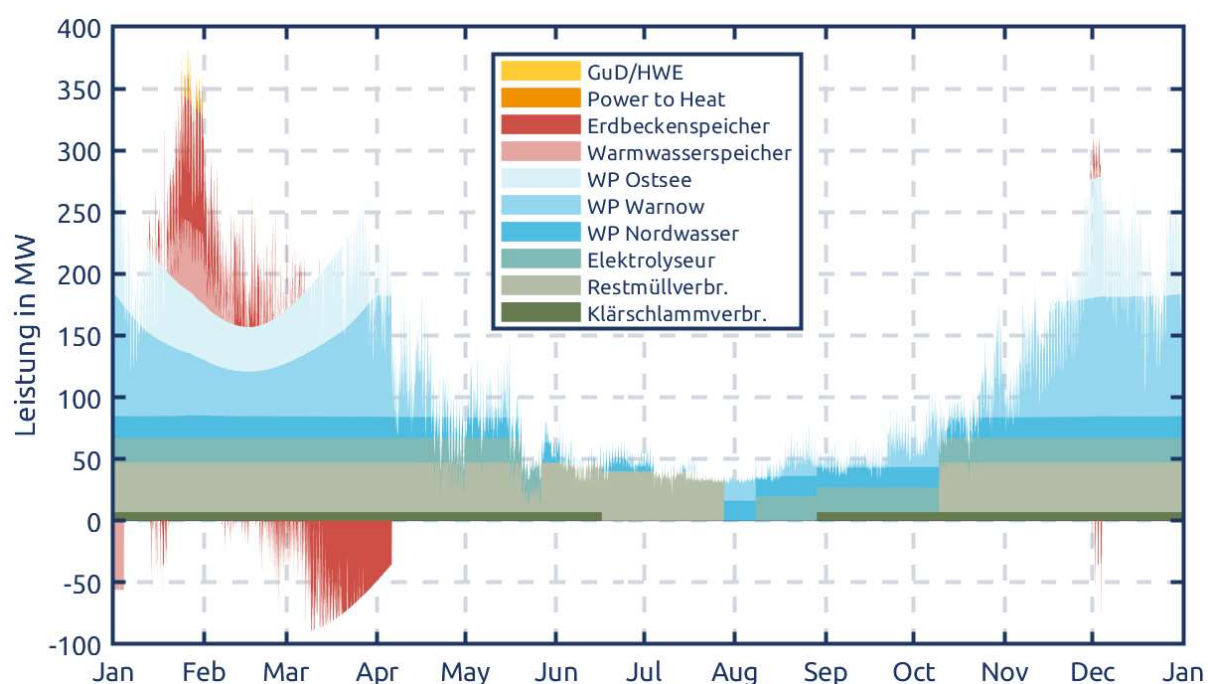 Leistung in MW
400
350
300
250
200
150
100
50
0
-50
-100
GuD/HWE
Power to Heat
Erdbeckenspeicher
Warmwasserspeicher
WP Ostsee
WP Warnow
WP Nordwasser
Elektrolyseur
Restmüllverbr.
Klärschlammverbr.
Jan Feb Mar Apr May Jun Jul Aug Sep Oct Nov Dec Jan